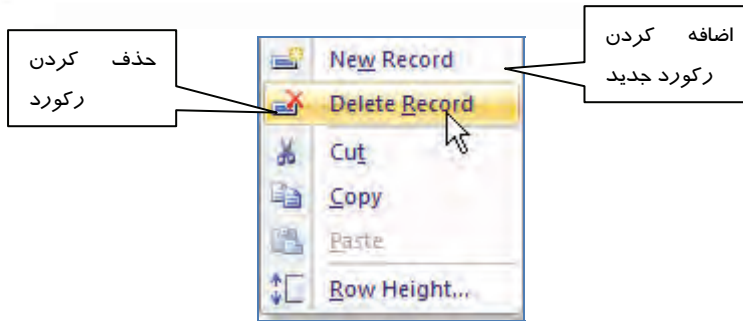 اضافه کردن
رکورد جدید
حذف کردن
رکورد
New Record
Delete Record
Cut
Copy
Paste
Row Height...